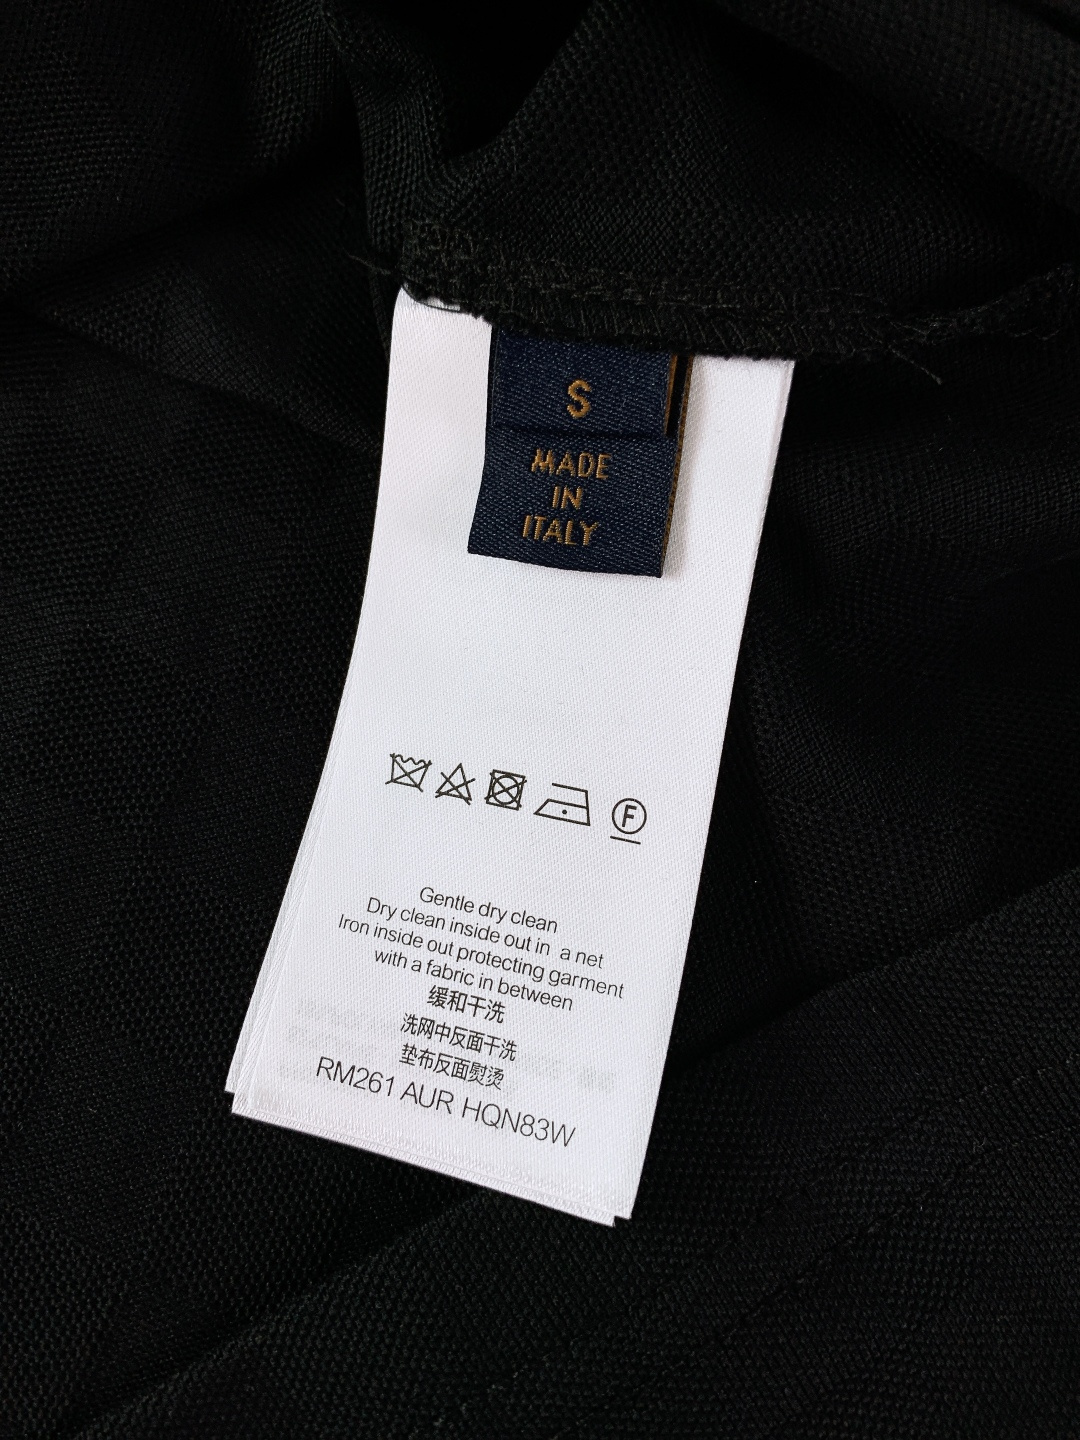 S
MADE
IN
ITALY
F
Gentle dry clean
Dry clean inside out in a net
Iron inside out protecting garment
with a fabric in between
缓和干洗
洗网中反面干洗
垫布反面熨烫
RM261 AUR HQN83W